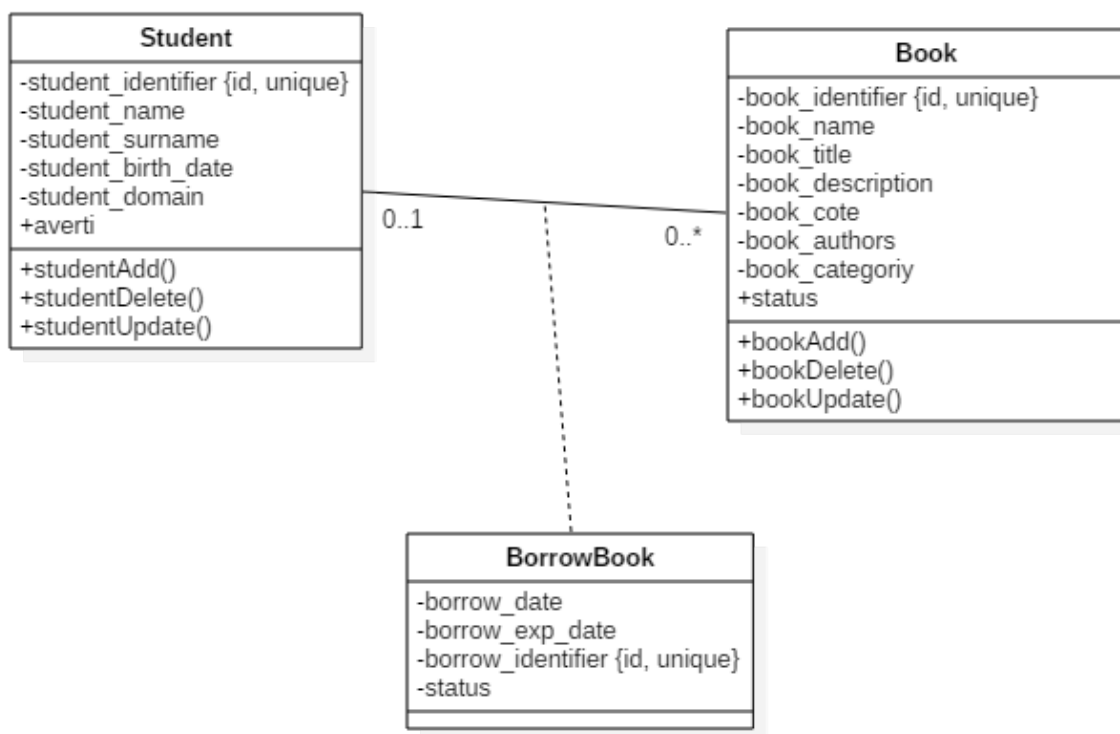 Student
-student_identifier {id, unique}
-student_name
-student_surname
-student_birth_date
-student_domain
+averti
+studentAdd()
+studentDelete()
+studentUpdate()
0..1
0..*
Book
-book_identifier {id, unique}
-book_name
-book_title
-book_description
-book_cote
-book_authors
-book_categoriy
+status
+bookAdd()
+bookDelete()
+bookUpdate()
BorrowBook
-borrow_date
-borrow_exp_date
-borrow_identifier {id, unique}
-status